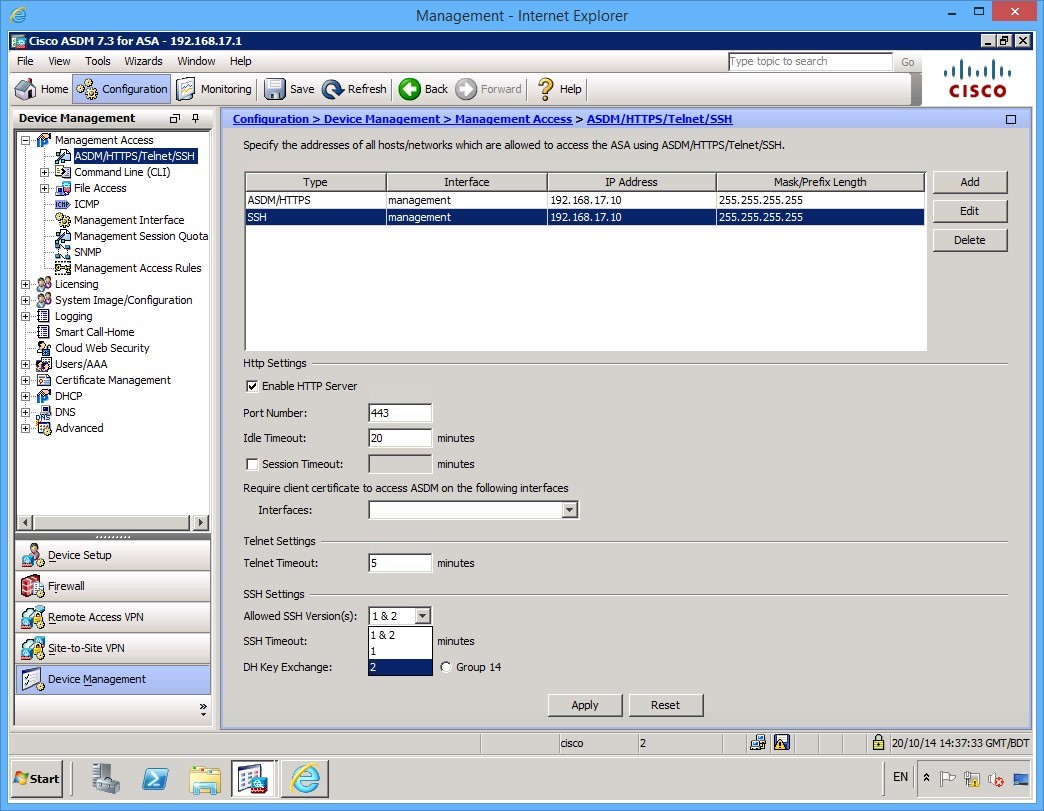 Management - Internet Explorer
Cisco ASDM 7.3 for ASA - 192.168.17.1
File View Tools Wizards Window Help
Type topic to search Go
Home Configuration Monitoring Save Refresh Back Forward Help
CISCO
Device Management
Management Access
ASDM/HTTPS/Telnet/SSH
Command Line (CLI)
File Access
ICMP
ICMP
Management Interface
Management Session Quota
SNMP
Management Access Rules
Licensing
System Image/Configuration
Logging
Smart Call-Home
Cloud Web Security
Users/AAA
Certificate Management
DHCP
DNS
DNS
Advanced
Device Setup
Firewall
Remote Access VPN
Site-to-Site VPN
Device Management
Configuration > Device Management > Management Access > ASDM/HTTPS/Telnet/SSH
Specify the addresses of all hosts/networks which are allowed to access the ASA using ASDM/HTTPS/Telnet/SSH.
Type Interface IP Address Mask/Prefix Length
ASDM/HTTPS management 192.168.17.10 255.255.255.255
SSH management 192.168.17.10 255.255.255.255
Add
Edit
Delete
Http Settings
Enable HTTP Server
Port Number: 443
Idle Timeout: 20 minutes
Session Timeout: minutes
Require client certificate to access ASDM on the following interfaces
Interfaces:
Telnet Settings
Telnet Timeout: 5 minutes
SSH Settings
Allowed SSH Version(s): 1 & 2
1 & 2
SSH Timeout: minutes
1
2
DH Key Exchange: Group 14
Apply Reset
cisco 2 20/10/14 14:37:33 GMT/BDT
Start EN